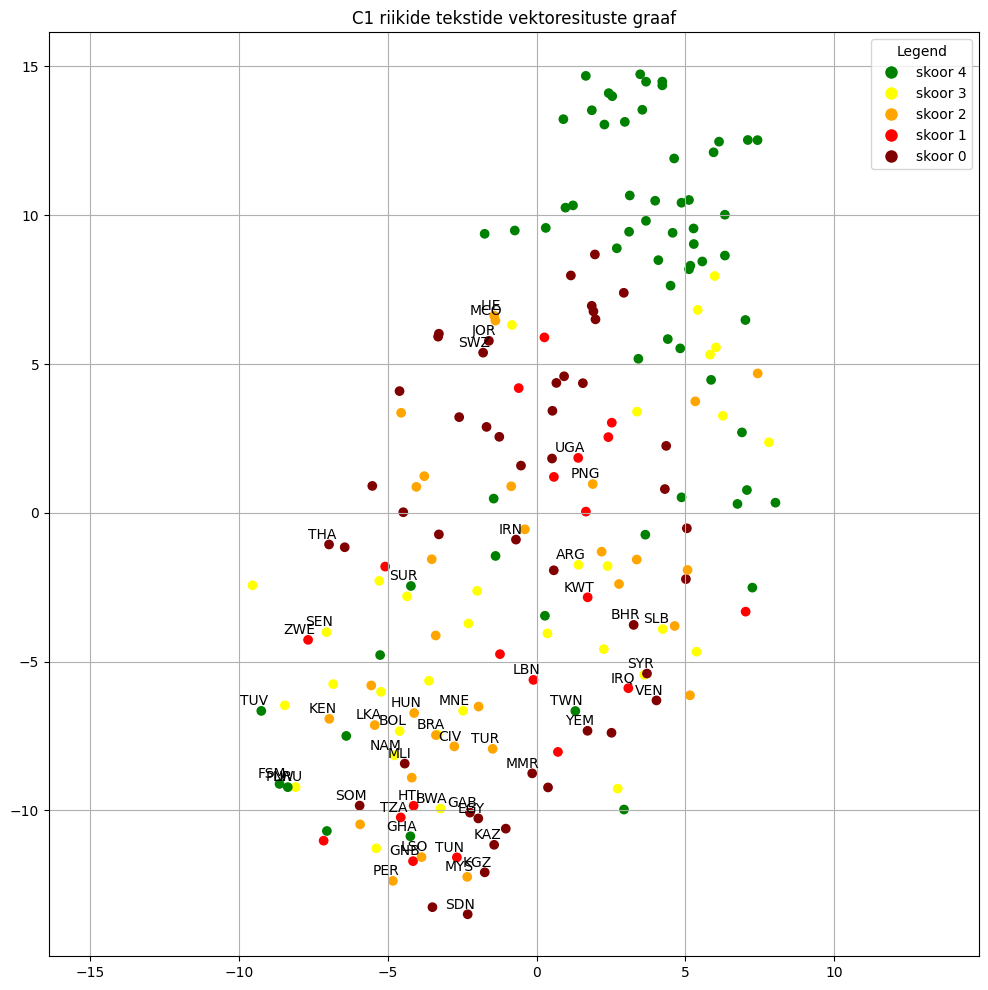 C1 riikide tekstide vektoresituste graaf
Legend
skoor 4
skoor 3
skoor 2
skoor 1
skoor 0
15
10
5
0
−5
−10
LIE
MCO
JOR
SWZ
UGA
PNG
THA
IRN
ARG
SUR
KWT
SEN
ZWE
BHR
SLB
LBN
SYR
IRQ
VEN
TUV
KEN
HUN
MNE
TWN
LKA
BOL
BRA
YEM
CIV
TUR
NAM
MLI
MMR
FSM
NRU
SOM
HTI
BWA
GAB
TZA
GHA
KAZ
LSO
GNB
TUN
PER
MYS
KGZ
SDN
−15
−10
−5
0
5
10